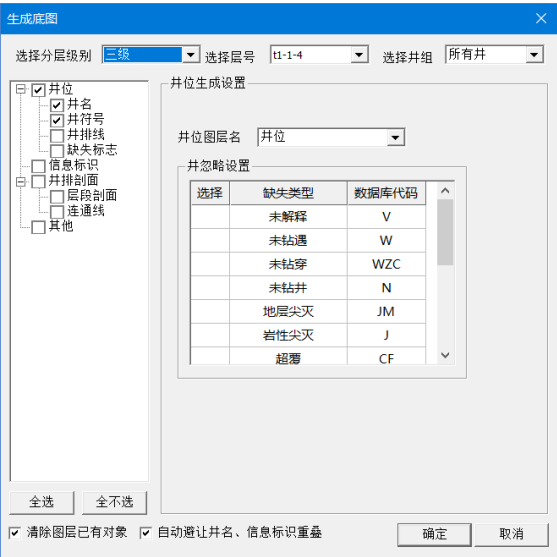 生成底图
选择分层级别 三级 选择层号 t1-1-4 选择井组 所有井
井位
井名
井符号
井排线
缺失标志
信息标识
井排剖面
层段剖面
连通线
其他
井位生成设置
井位图层名 井位
井忽略设置
选择 缺失类型 数据库代码
未解释 V
未钻遇 W
未钻穿 WZC
未钻井 N
地层尖灭 JM
岩性尖灭 J
超覆 CF
全选 全不选
清除图层已有对象 自动避让井名、信息标识重叠
确定 取消